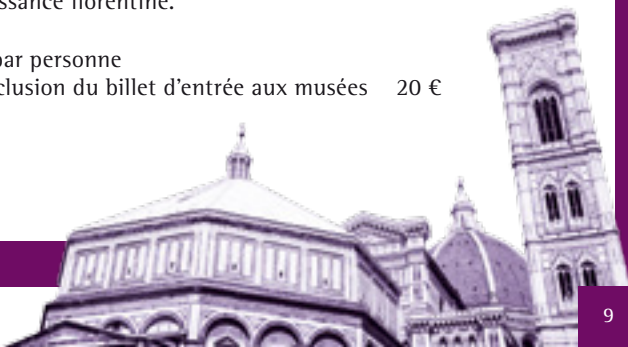 ssance florentine.
par personne
clusion du billet d'entrée aux musées 20 €
9